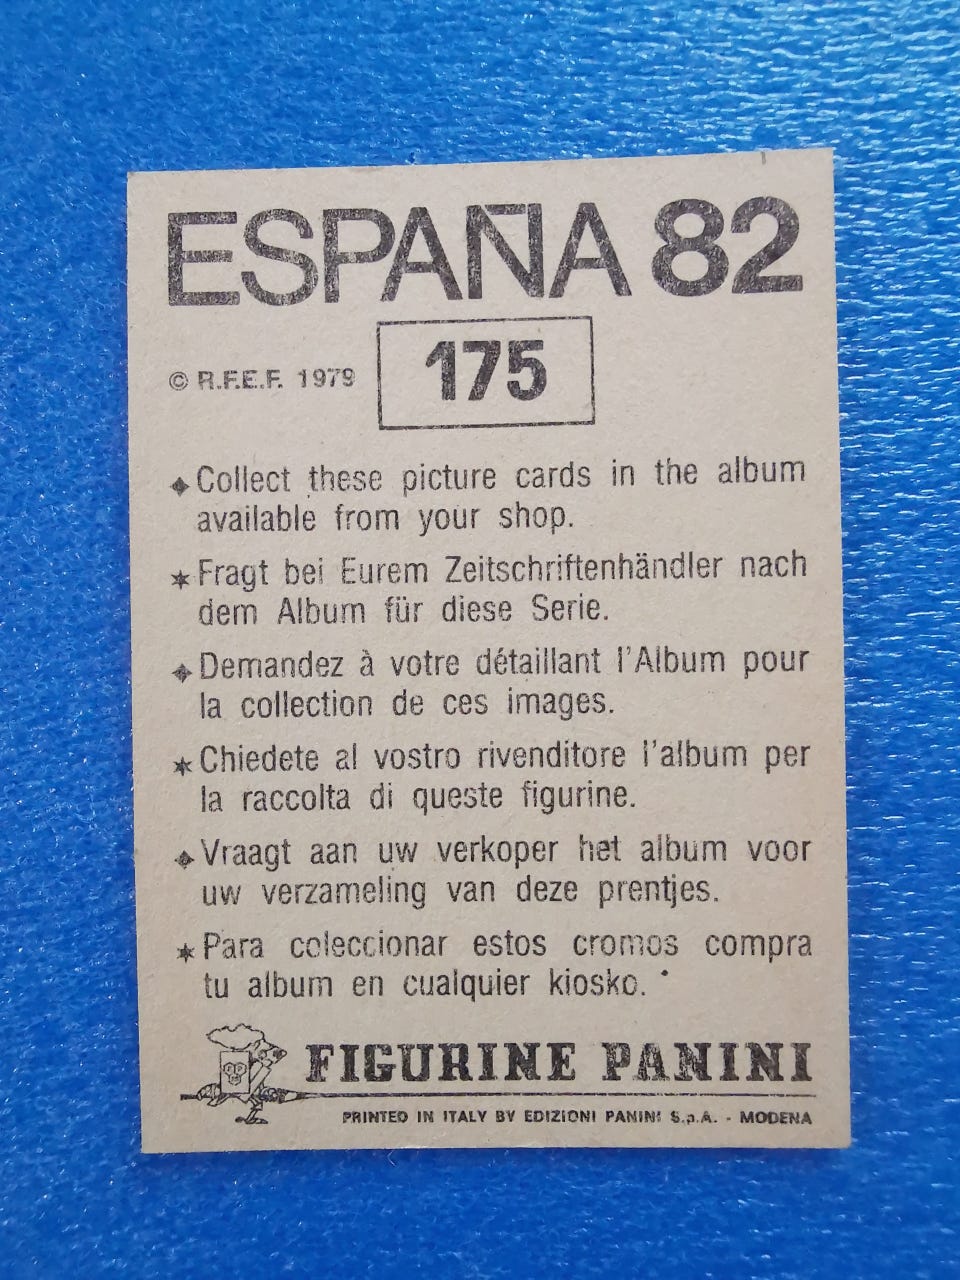 ESPAÑA 82
175
© R.F.E.F. 1979
Collect these picture cards in the album
available from your shop.
Fragt bei Eurem Zeitschriftenhändler nach
dem Album für diese Serie.
Demandez à votre détaillant l'Album pour
la collection de ces images.
Chiedete al vostro rivenditore l'album per
la raccolta di queste figurine.
Vraagt aan uw verkoper het album voor
uw verzameling van deze prentjes.
Para coleccionar estos cromos compra
tu album en cualquier kiosko.
FIGURINE PANINI
PRINTED IN ITALY BY EDIZIONI PANINI S.p.A. - MODENA